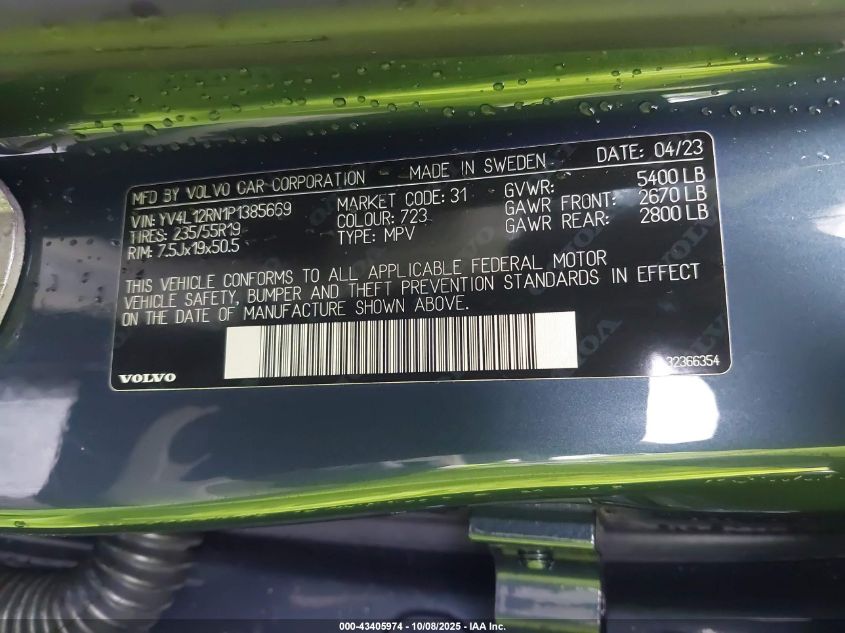 MFD BY VOLVO CAR CORPORATION MADE IN SWEDEN DATE: 04/23
VIN: YV4L12RN1P1385669 MARKET CODE: 31 GVWR: 5400 LB
TIRES: 235/55R19 COLOUR: 723 GAWR FRONT: 2670 LB
RIM: 7.5Jx19x50.5 TYPE: MPV GAWR REAR: 2800 LB
THIS VEHICLE CONFORMS TO ALL APPLICABLE FEDERAL MOTOR
VEHICLE SAFETY, BUMPER AND THEFT PREVENTION STANDARDS IN EFFECT
ON THE DATE OF MANUFACTURE SHOWN ABOVE.
VOLVO 32366354
000-43405974 - 10/08/2025 - IAA Inc.